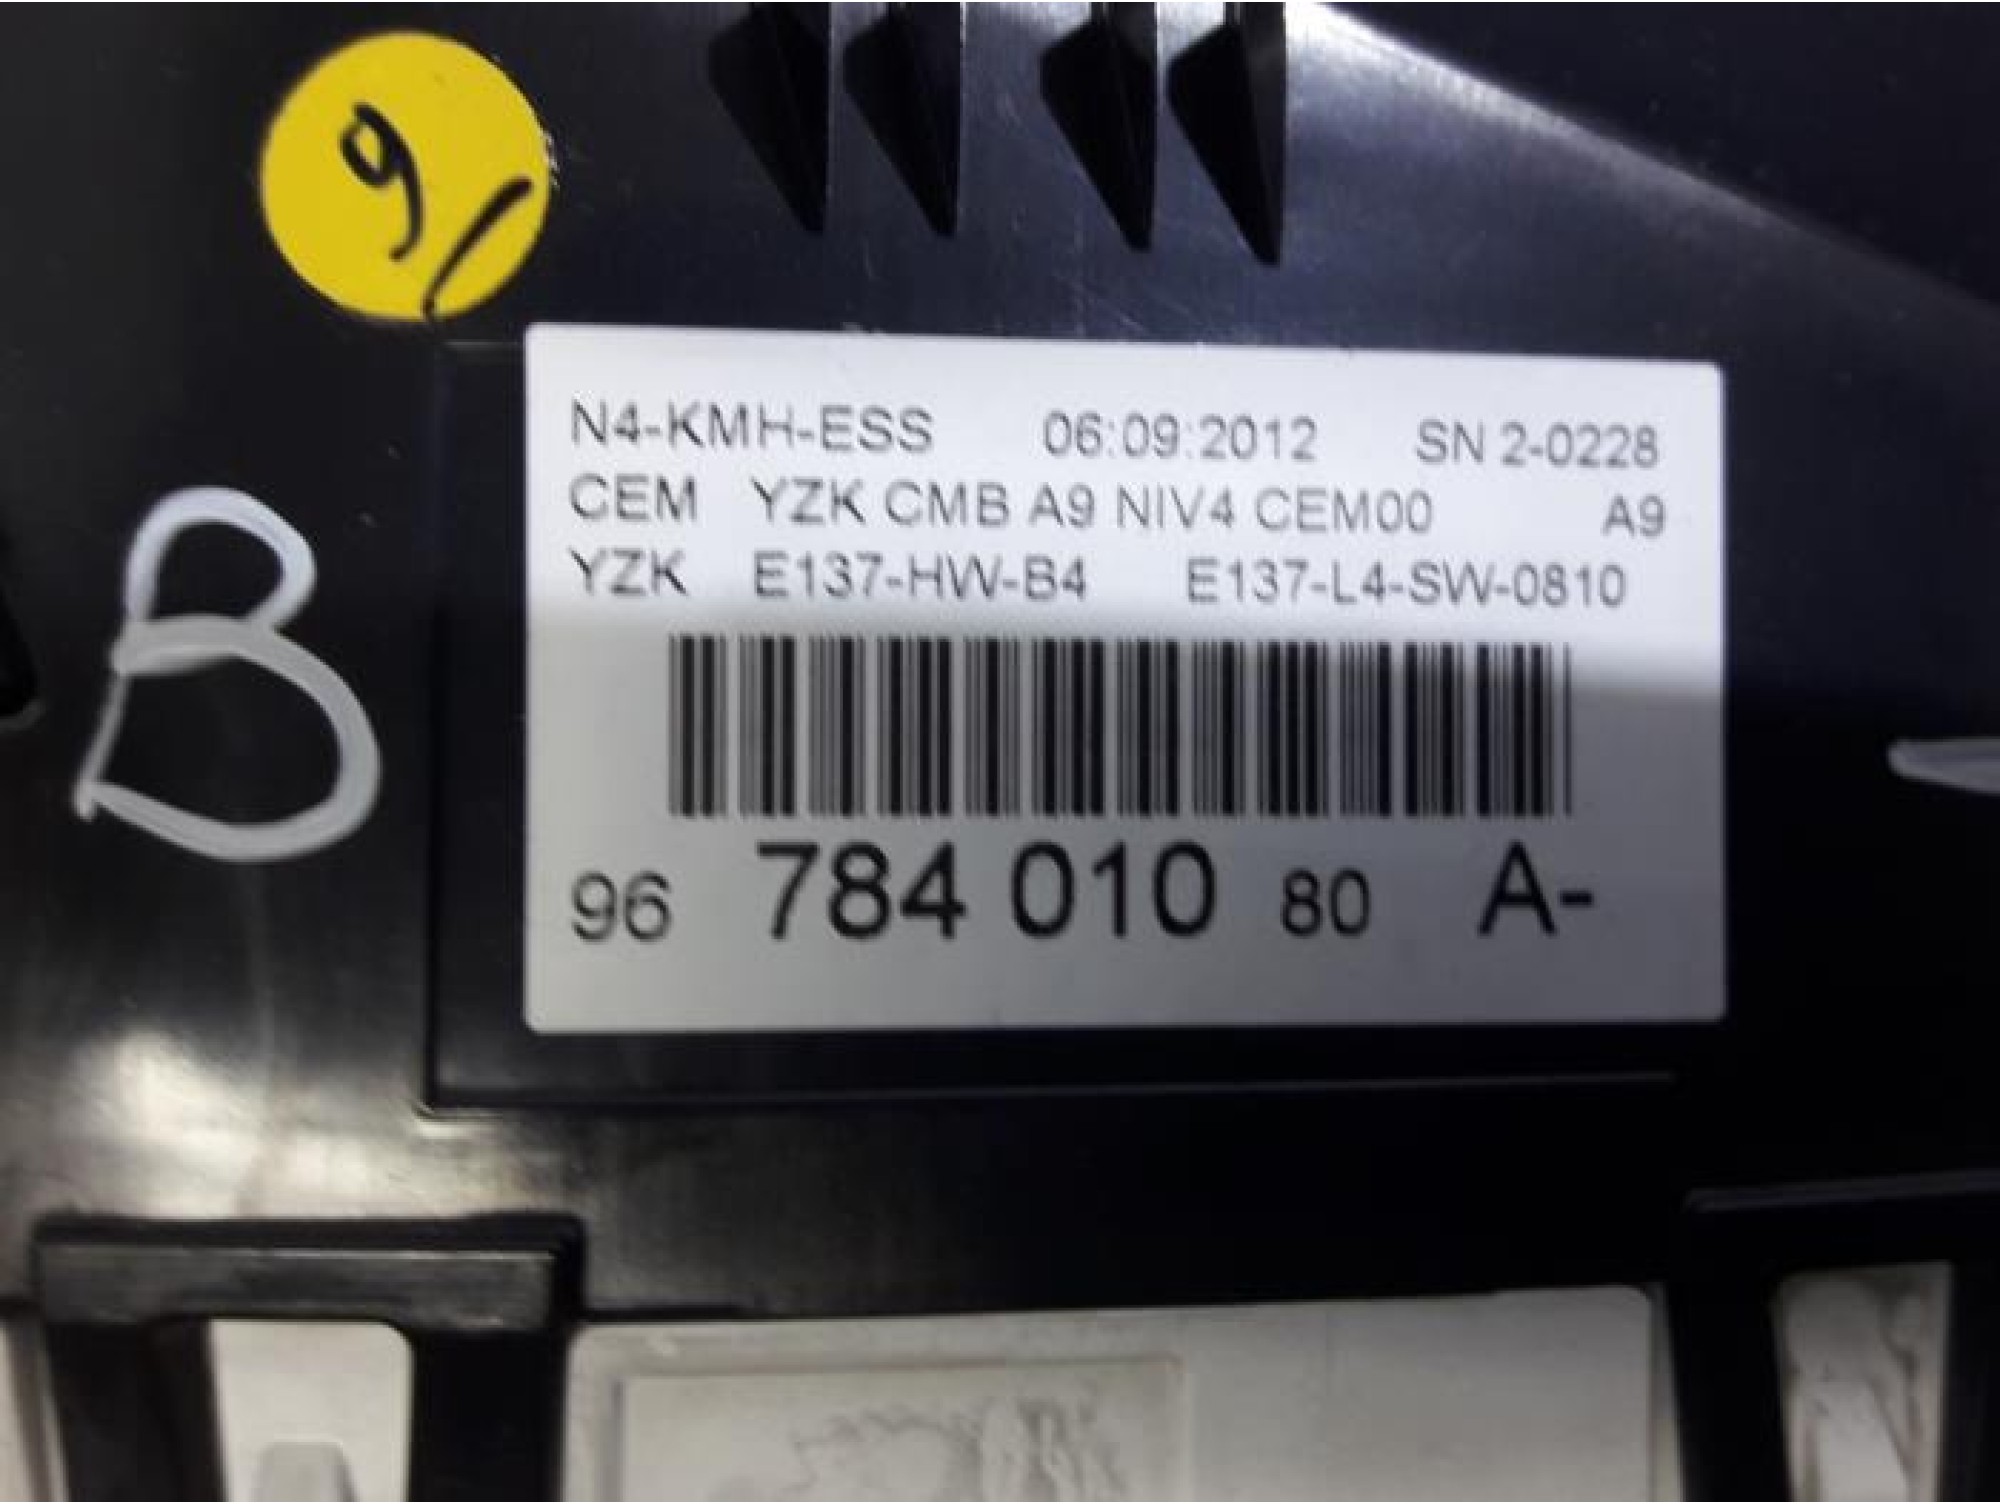 9/
N4-KMH-ESS 06:09:2012 SN 2-0228
CEM YZK CMB A9 NIV4 CEM00 A9
YZK E137-HW-B4 E137-L4-SW-0810
B
96 784 010 80 A-